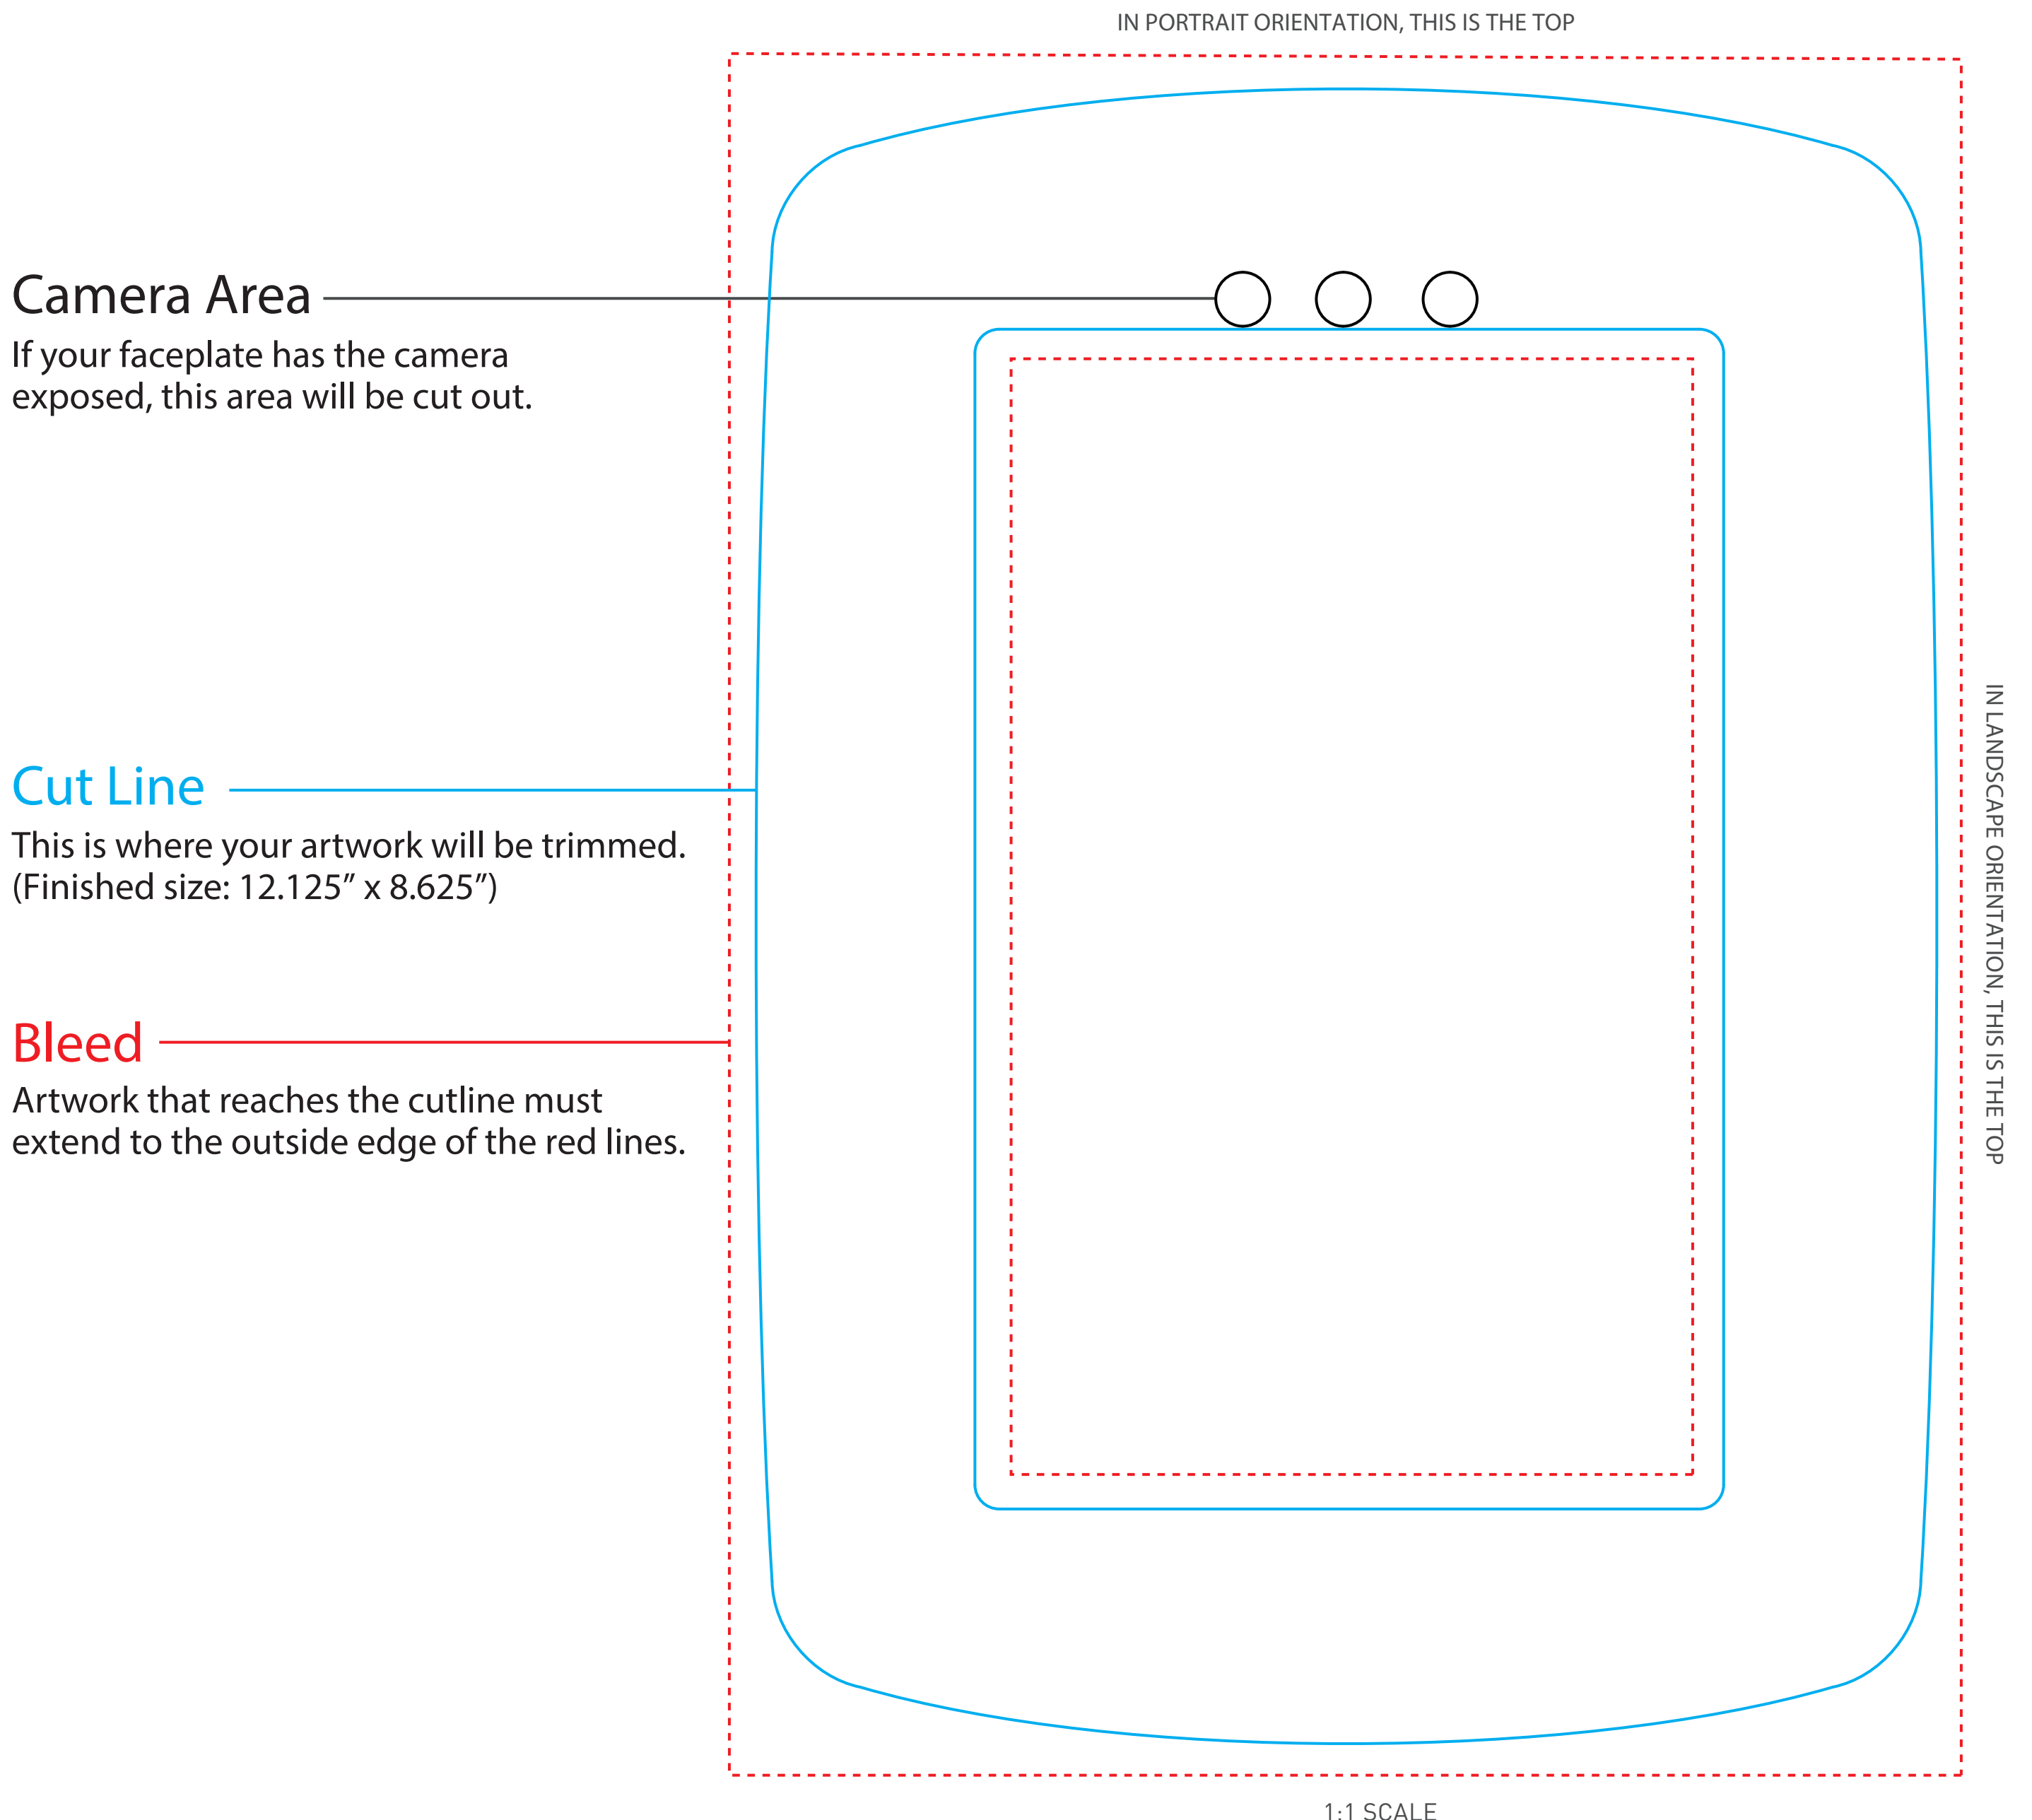 IN PORTRAIT ORIENTATION, THIS IS THE TOP
Camera Area
If your faceplate has the camera
exposed, this area will be cut out.
Cut Line
This is where your artwork will be trimmed.
(Finished size: 12.125” x 8.625”)
Bleed
Artwork that reaches the cutline must
extend to the outside edge of the red lines.
IN LANDSCAPE ORIENTATION, THIS IS THE TOP
1:1 SCALE